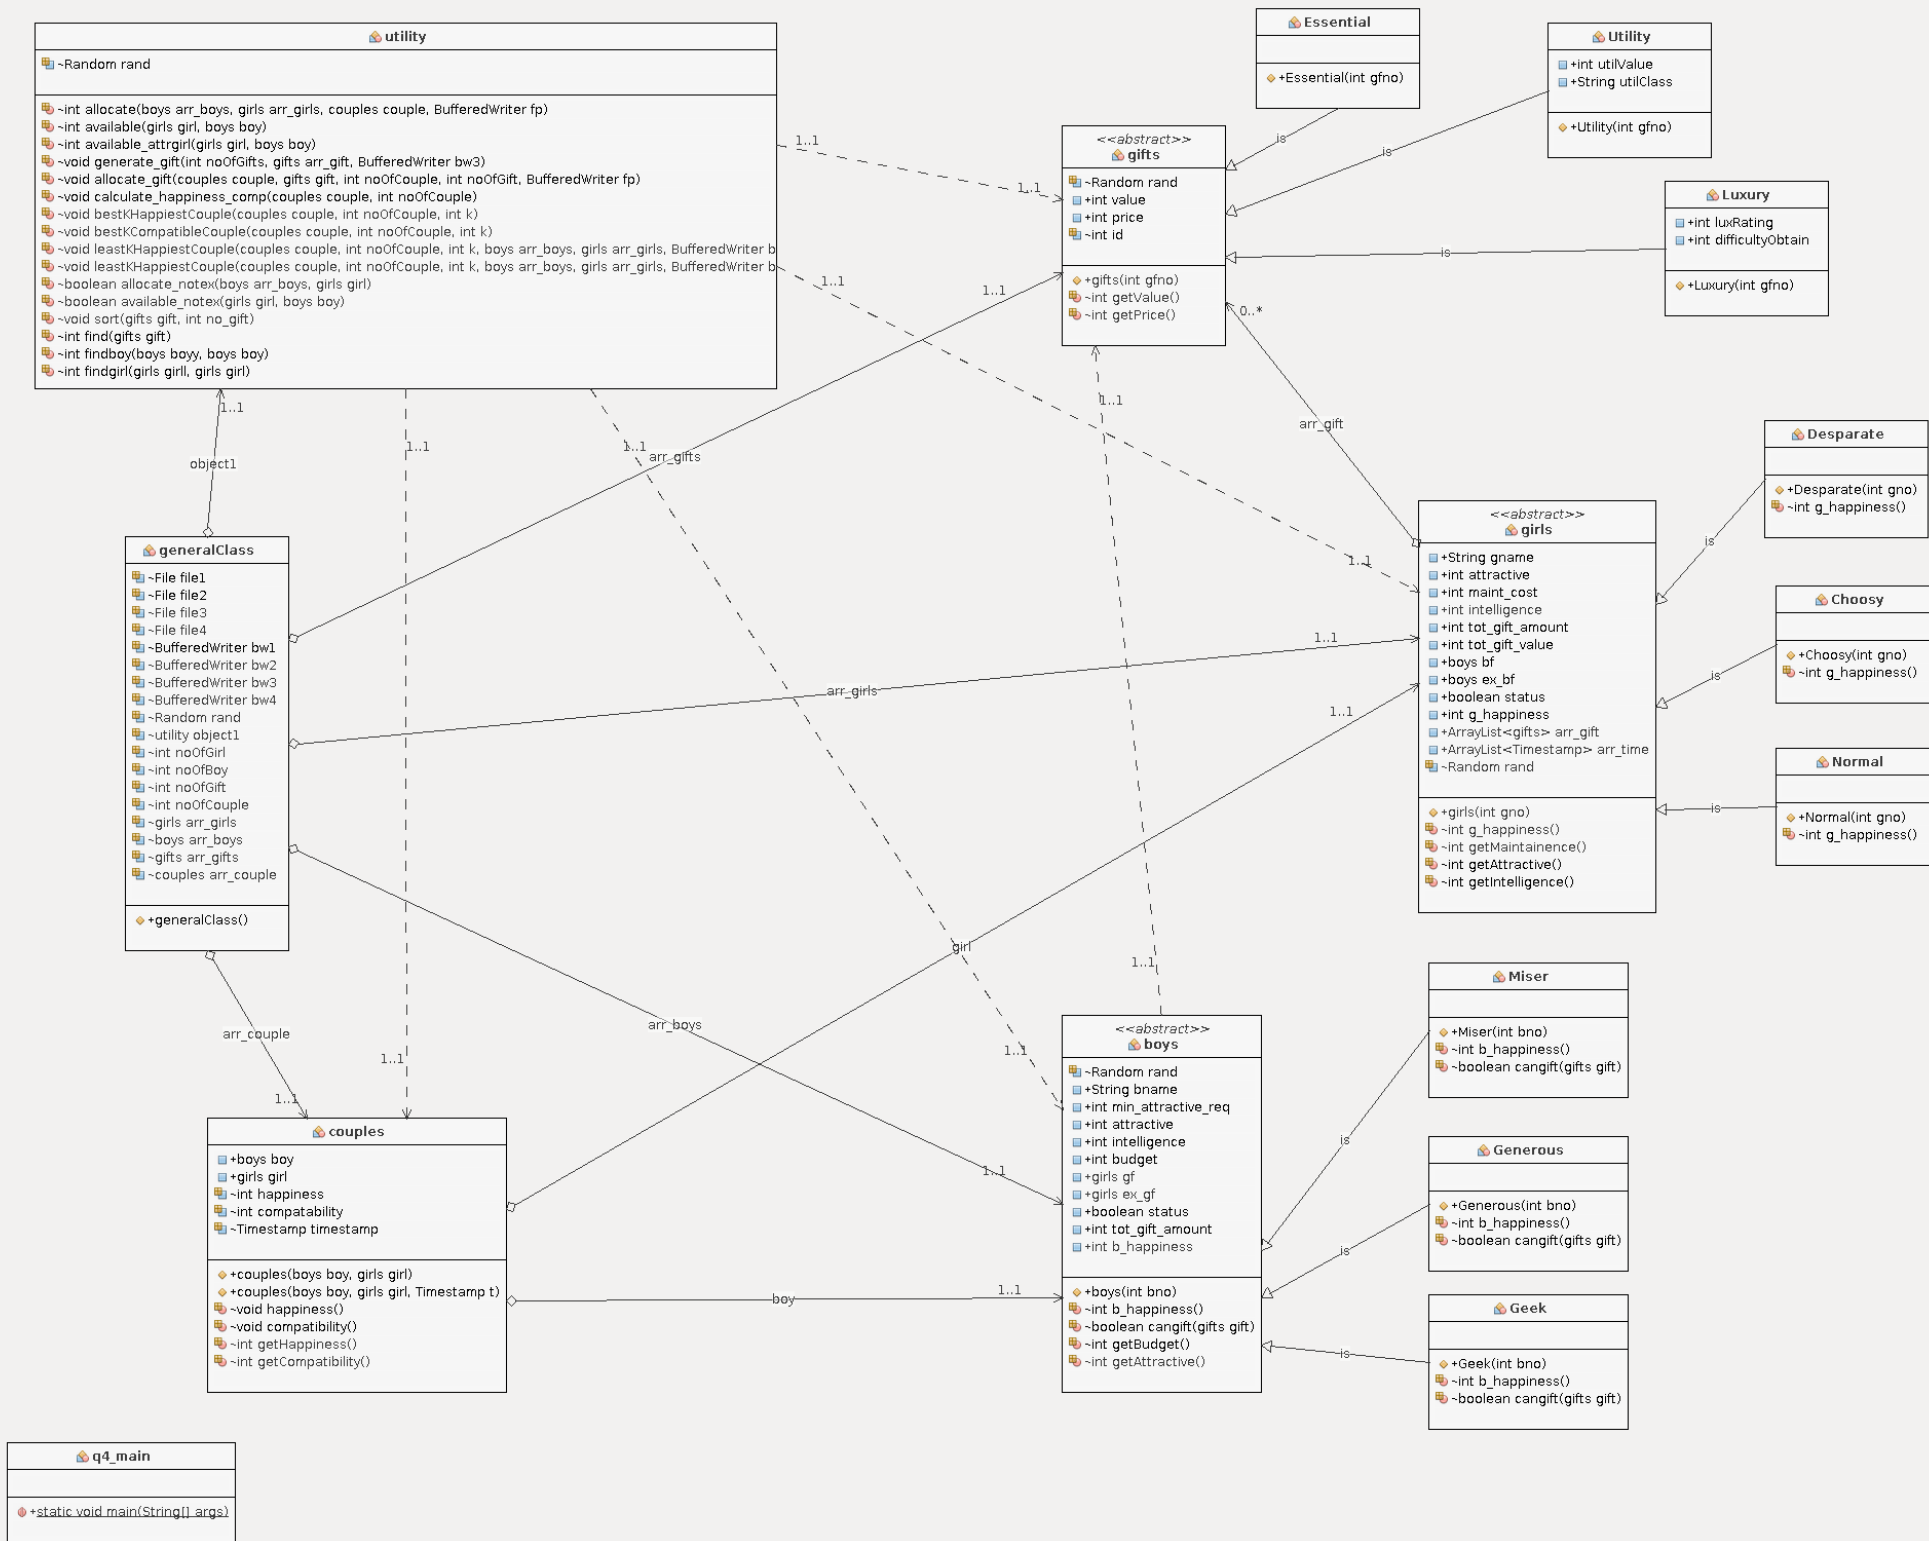 utility
~Random rand
~int allocate(boys arr_boys, girls arr_girls, couples couple, BufferedWriter fp)
~int available(girls girl, boys boy)
~int available_attrgirl(girls girl, boys boy)
~void generate_gift(int noOfGifts, gifts arr_gift, BufferedWriter bw3)
~void allocate_gift(couples couple, gifts gift, int noOfCouple, int noOfGift, BufferedWriter fp)
~void calculate_happiness_comp(couples couple, int noOfCouple)
~void bestKHappiestCouple(couples couple, int noOfCouple, int k)
~void bestKCompatibleCouple(couples couple, int noOfCouple, int k)
~void leastKHappiestCouple(couples couple, int noOfCouple, int k, boys arr_boys, girls arr_girls, BufferedWriter b
~void leastKHappiestCouple(couples couple, int noOfCouple, int k, boys arr_boys, girls arr_girls, BufferedWriter b
~boolean allocate_notex(boys arr_boys, girls girl)
~boolean available_notex(girls girl, boys boy)
~void sort(gifts gift, int no_gift)
~int find(gifts gift)
~int findboy(boys boyy, boys boy)
~int findgirl(girls girll, girls girl)
Essential
+Essential(int gfno)
Utility
+int utilValue
+String utilClass
+Utility(int gfno)
Luxury
+int luxRating
+int difficultyObtain
+Luxury(int gfno)
<<abstract>>
gifts
~Random rand
+int value
+int price
~int id
+gifts(int gfno)
~int getValue()
~int getPrice()
is
is
is
1..1
1..1
1..1
1..1
0..*
1..1
arr_gift
1..1
object1
1..1
1..1
arr_gifts
1..1
generalClass
~File file1
~File file2
~File file3
~File file4
~BufferedWriter bw1
~BufferedWriter bw2
~BufferedWriter bw3
~BufferedWriter bw4
~Random rand
~utility object1
~int noOfGirl
~int noOfBoy
~int noOfGift
~int noOfCouple
~girls arr_girls
~boys arr_boys
~gifts arr_gifts
~couples arr_couple
+generalClass()
<<abstract>>
girls
+String gname
+int attractive
+int maint_cost
+int intelligence
+int tot_gift_amount
+int tot_gift_value
+boys bf
+boys ex_bf
+boolean status
+int g_happiness
+ArrayList<gifts> arr_gift
+ArrayList<Timestamp> arr_time
~Random rand
+girls(int gno)
~int g_happiness()
~int getMaintainence()
~int getAttractive()
~int getIntelligence()
Desparate
+Desparate(int gno)
~int g_happiness()
Choosy
+Choosy(int gno)
~int g_happiness()
Normal
+Normal(int gno)
~int g_happiness()
is
is
is
1..1
arr_girls
1..1
girl
1..1
arr_boys
1..1
1..1
arr_couple
1..1
1..1
couples
+boys boy
+girls girl
~int happiness
~int compatability
~Timestamp timestamp
+couples(boys boy, girls girl)
+couples(boys boy, girls girl, Timestamp t)
~void happiness()
~void compatibility()
~int getHappiness()
~int getCompatibility()
boy
1..1
<<abstract>>
boys
~Random rand
+String bname
+int min_attractive_req
+int attractive
+int intelligence
+int budget
+girls gf
+girls ex_gf
+boolean status
+int tot_gift_amount
+int b_happiness
+boys(int bno)
~int b_happiness()
~boolean cangift(gifts gift)
~int getBudget()
~int getAttractive()
Miser
+Miser(int bno)
~int b_happiness()
~boolean cangift(gifts gift)
Generous
+Generous(int bno)
~int b_happiness()
~boolean cangift(gifts gift)
Geek
+Geek(int bno)
~int b_happiness()
~boolean cangift(gifts gift)
is
is
is
q4_main
+static void main(String[] args)